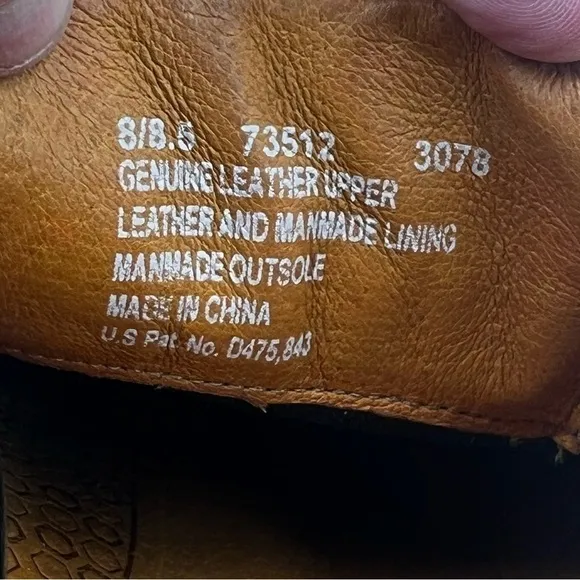 8/8.5 73512 3078
GENUINE LEATHER UPPER
LEATHER AND MANMADE LINING
MANMADE OUTSOLE
MADE IN CHINA
U.S Pat. No. D475,843